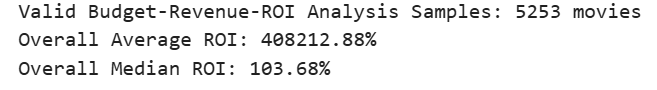 Valid Budget-Revenue-ROI Analysis Samples: 5253 movies
Overall Average ROI: 408212.88%
Overall Median ROI: 103.68%